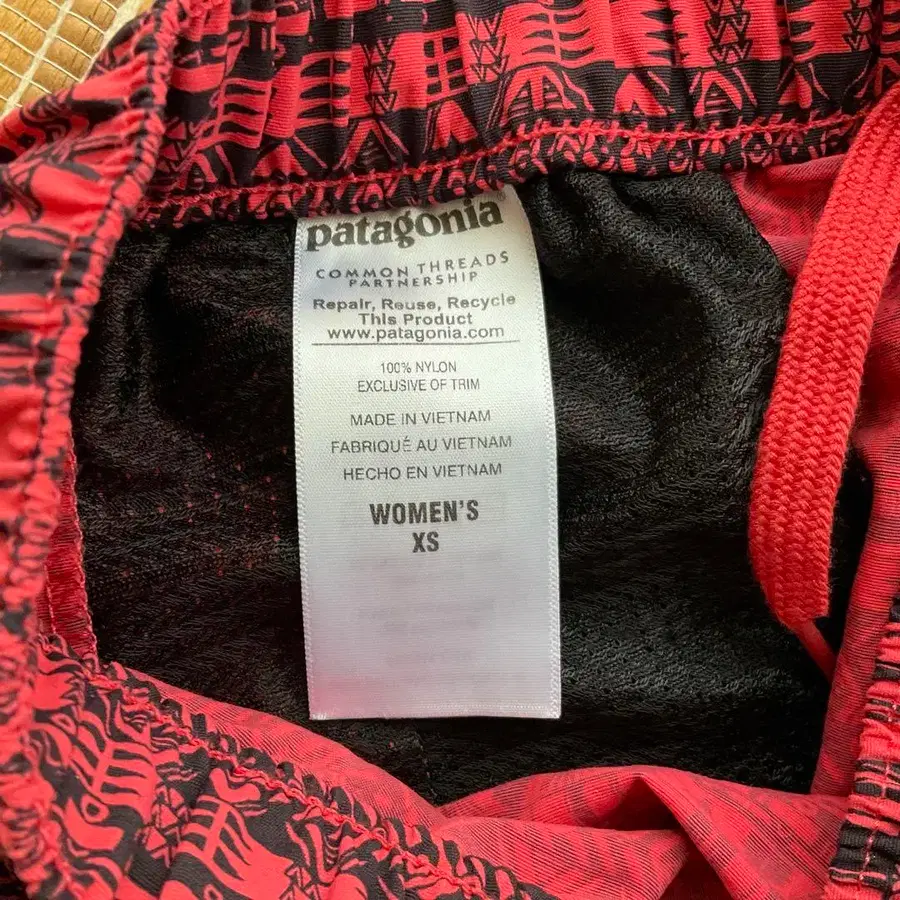 patagonia®
COMMON THREADS
PARTNERSHIP
Repair, Reuse, Recycle
This Product
www.patagonia.com
100% NYLON
EXCLUSIVE OF TRIM
MADE IN VIETNAM
FABRIQUÉ AU VIETNAM
HECHO EN VIETNAM
WOMEN'S
XS